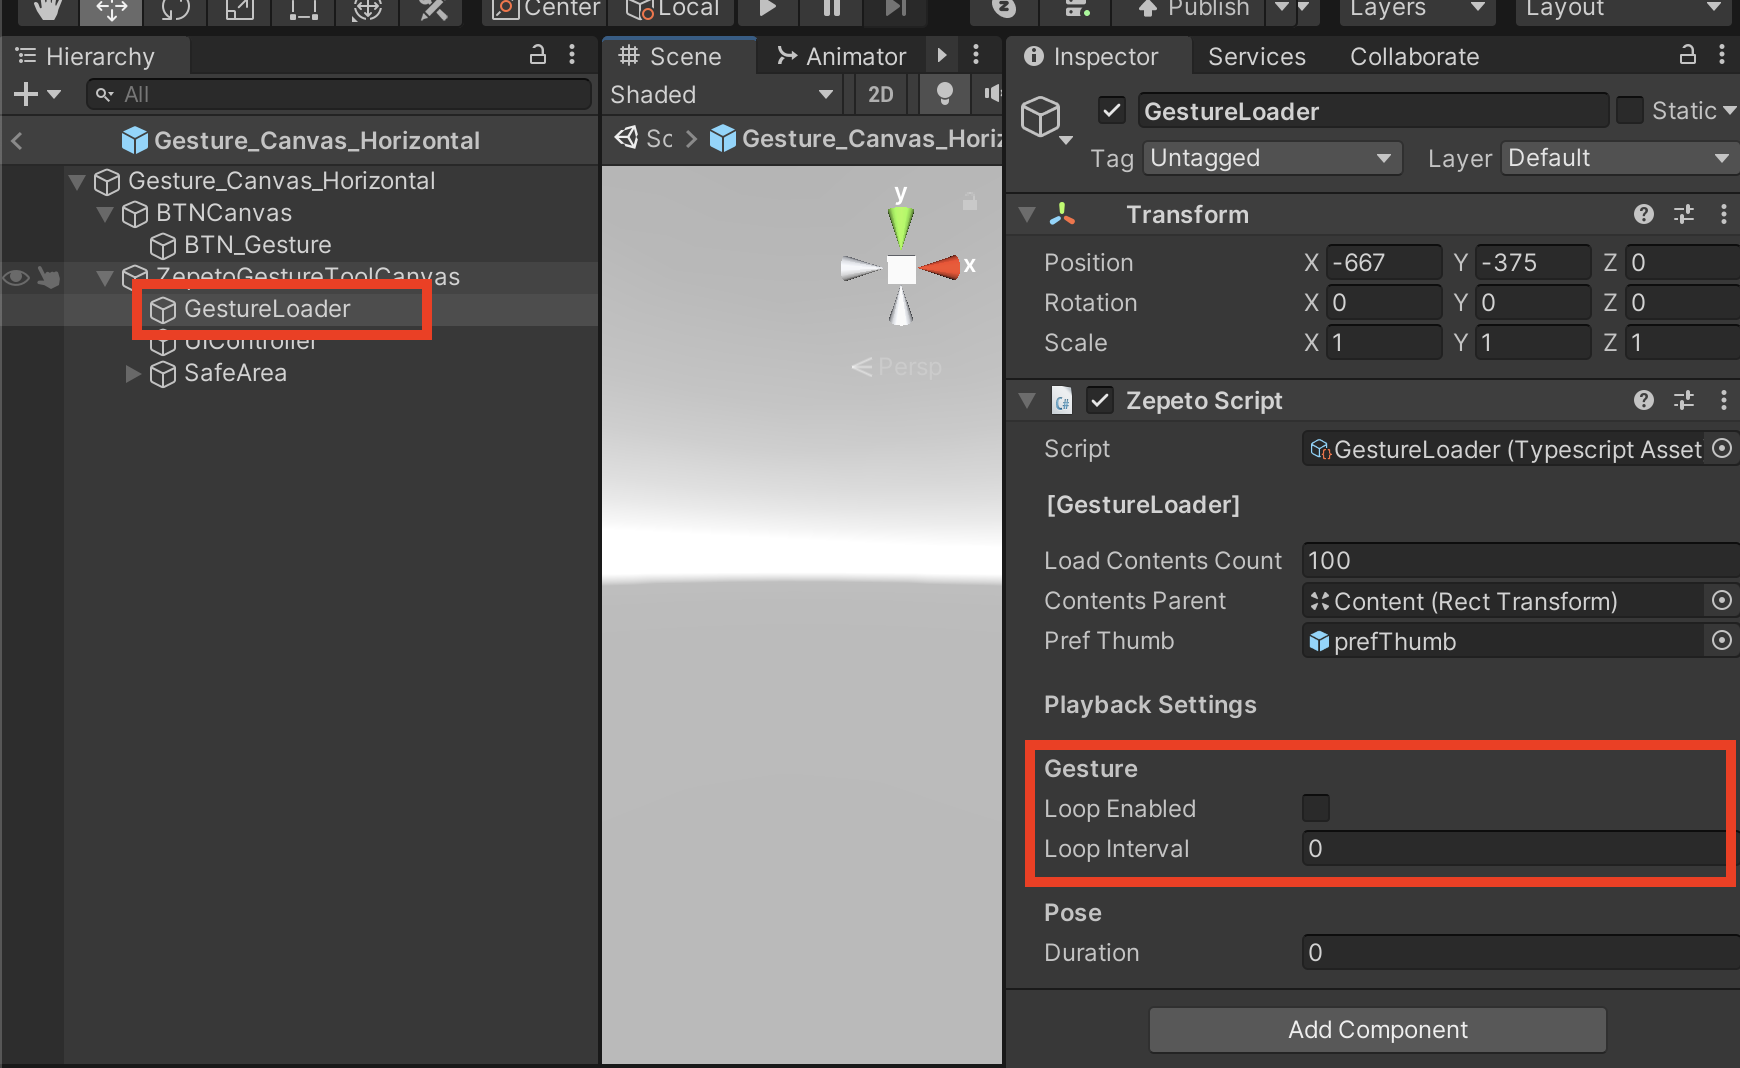 Center
Local
Publish
Layers
Layout
Hierarchy
All
Gesture_Canvas_Horizontal
Gesture_Canvas_Horizontal
BTNCanvas
BTN_Gesture
ZepetoGestureToolCanvas
GestureLoader
UIController
SafeArea
Scene
Animator
Shaded
2D
Sc
Gesture_Canvas_Horiz
y
x
Persp
Inspector
Services
Collaborate
GestureLoader
Static
Tag Untagged Layer Default
Transform
Position X -667 Y -375 Z 0
Rotation X 0 Y 0 Z 0
Scale X 1 Y 1 Z 1
C#
Zepeto Script
Script GestureLoader (Typescript Asset
[GestureLoader]
Load Contents Count 100
Contents Parent Content (Rect Transform)
Pref Thumb prefThumb
Playback Settings
Gesture
Loop Enabled
Loop Interval 0
Pose
Duration 0
Add Component